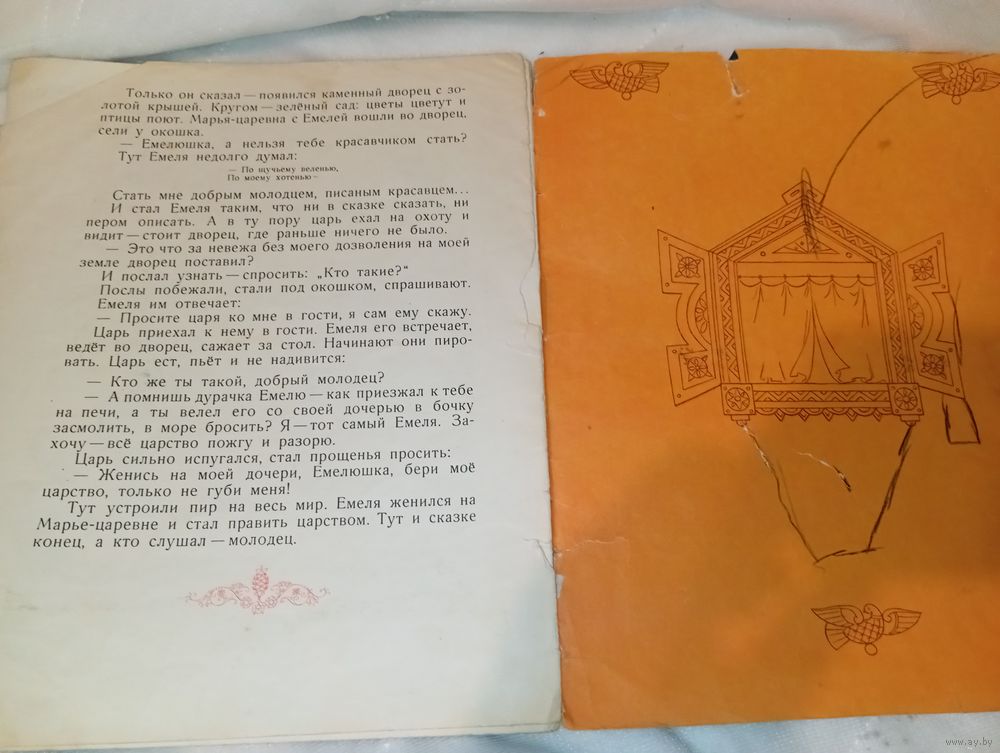 Только он сказал — появился каменный дворец с зо-
лотой крышей. Кругом — зелёный сад: цветы цветут и
птицы поют. Марья-царевна с Емелей вошли во дворец,
сели у окошка.
— Емелюшка, а нельзя тебе красавчиком стать?
Тут Емеля недолго думал:
— По щучьему веленью,
По моему хотенью —
Стать мне добрым молодцем, писаным красавцем...
И стал Емеля таким, что ни в сказке сказать, ни
пером описать. А в ту пору царь ехал на охоту и
видит — стоит дворец, где раньше ничего не было.
— Это что за невежа без моего дозволения на моей
земле дворец поставил?
И послал узнать — спросить: „Кто такие?“
Послы побежали, стали под окошком, спрашивают.
Емеля им отвечает:
— Просите царя ко мне в гости, я сам ему скажу.
Царь приехал к нему в гости. Емеля его встречает,
ведёт во дворец, сажает за стол. Начинают они пиро-
вать. Царь ест, пьёт и не надивится:
— Кто же ты такой, добрый молодец?
— А помнишь дурачка Емелю — как приезжал к тебе
на печи, а ты велел его со своей дочерью в бочку
засмолить, в море бросить? Я — тот самый Емеля. За-
хочу — всё царство пожгу и разорю.
Царь сильно испугался, стал прощенья просить:
— Женись на моей дочери, Емелюшка, бери моё
царство, только не губи меня!
Тут устроили пир на весь мир. Емеля женился на
Марье-царевне и стал править царством. Тут и сказке
конец, а кто слушал — молодец.
www.ay.by